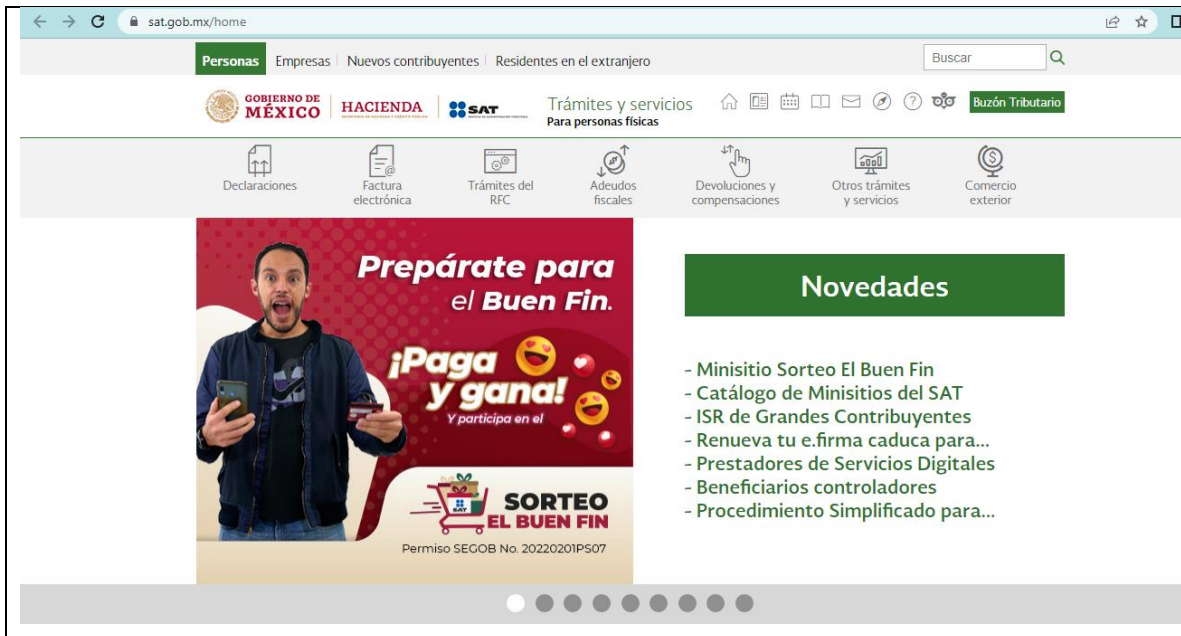 sat.gob.mx/home
Personas Empresas Nuevos contribuyentes Residentes en el extranjero Buscar
GOBIERNO DE MÉXICO HACIENDA SAT Trámites y servicios
Para personas físicas
Buzón Tributario
Declaraciones
Factura
electrónica
Trámites del
RFC
Adeudos
fiscales
Devoluciones y
compensaciones
Otros trámites
y servicios
Comercio
exterior
Prepárate para
el Buen Fin.
¡Paga
y gana!
Y participa en el
SAT
SORTEO
EL BUEN FIN
Permiso SEGOB No. 20220201PS07
Novedades
- Minisitio Sorteo El Buen Fin
- Catálogo de Minisitios del SAT
- ISR de Grandes Contribuyentes
- Renueva tu e.firma caduca para...
- Prestadores de Servicios Digitales
- Beneficiarios controladores
- Procedimiento Simplificado para...